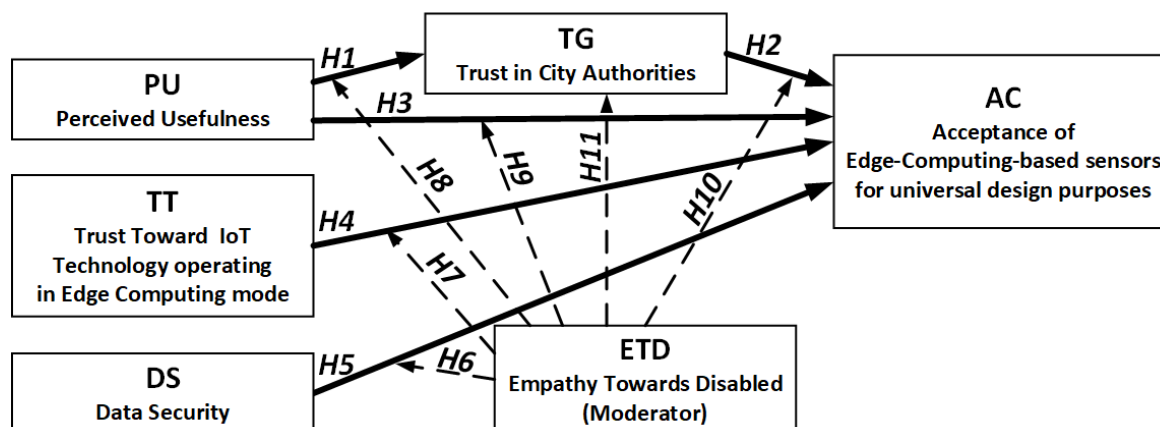 PU
Perceived Usefulness
H1
TG
Trust in City Authorities
H2
H3
AC
Acceptance of
Edge-Computing-based sensors
for universal design purposes
TT
Trust Toward IoT
Technology operating
in Edge Computing mode
H4
H8
H9
H11
H10
H7
DS
Data Security
H5
H6
ETD
Empathy Towards Disabled
(Moderator)